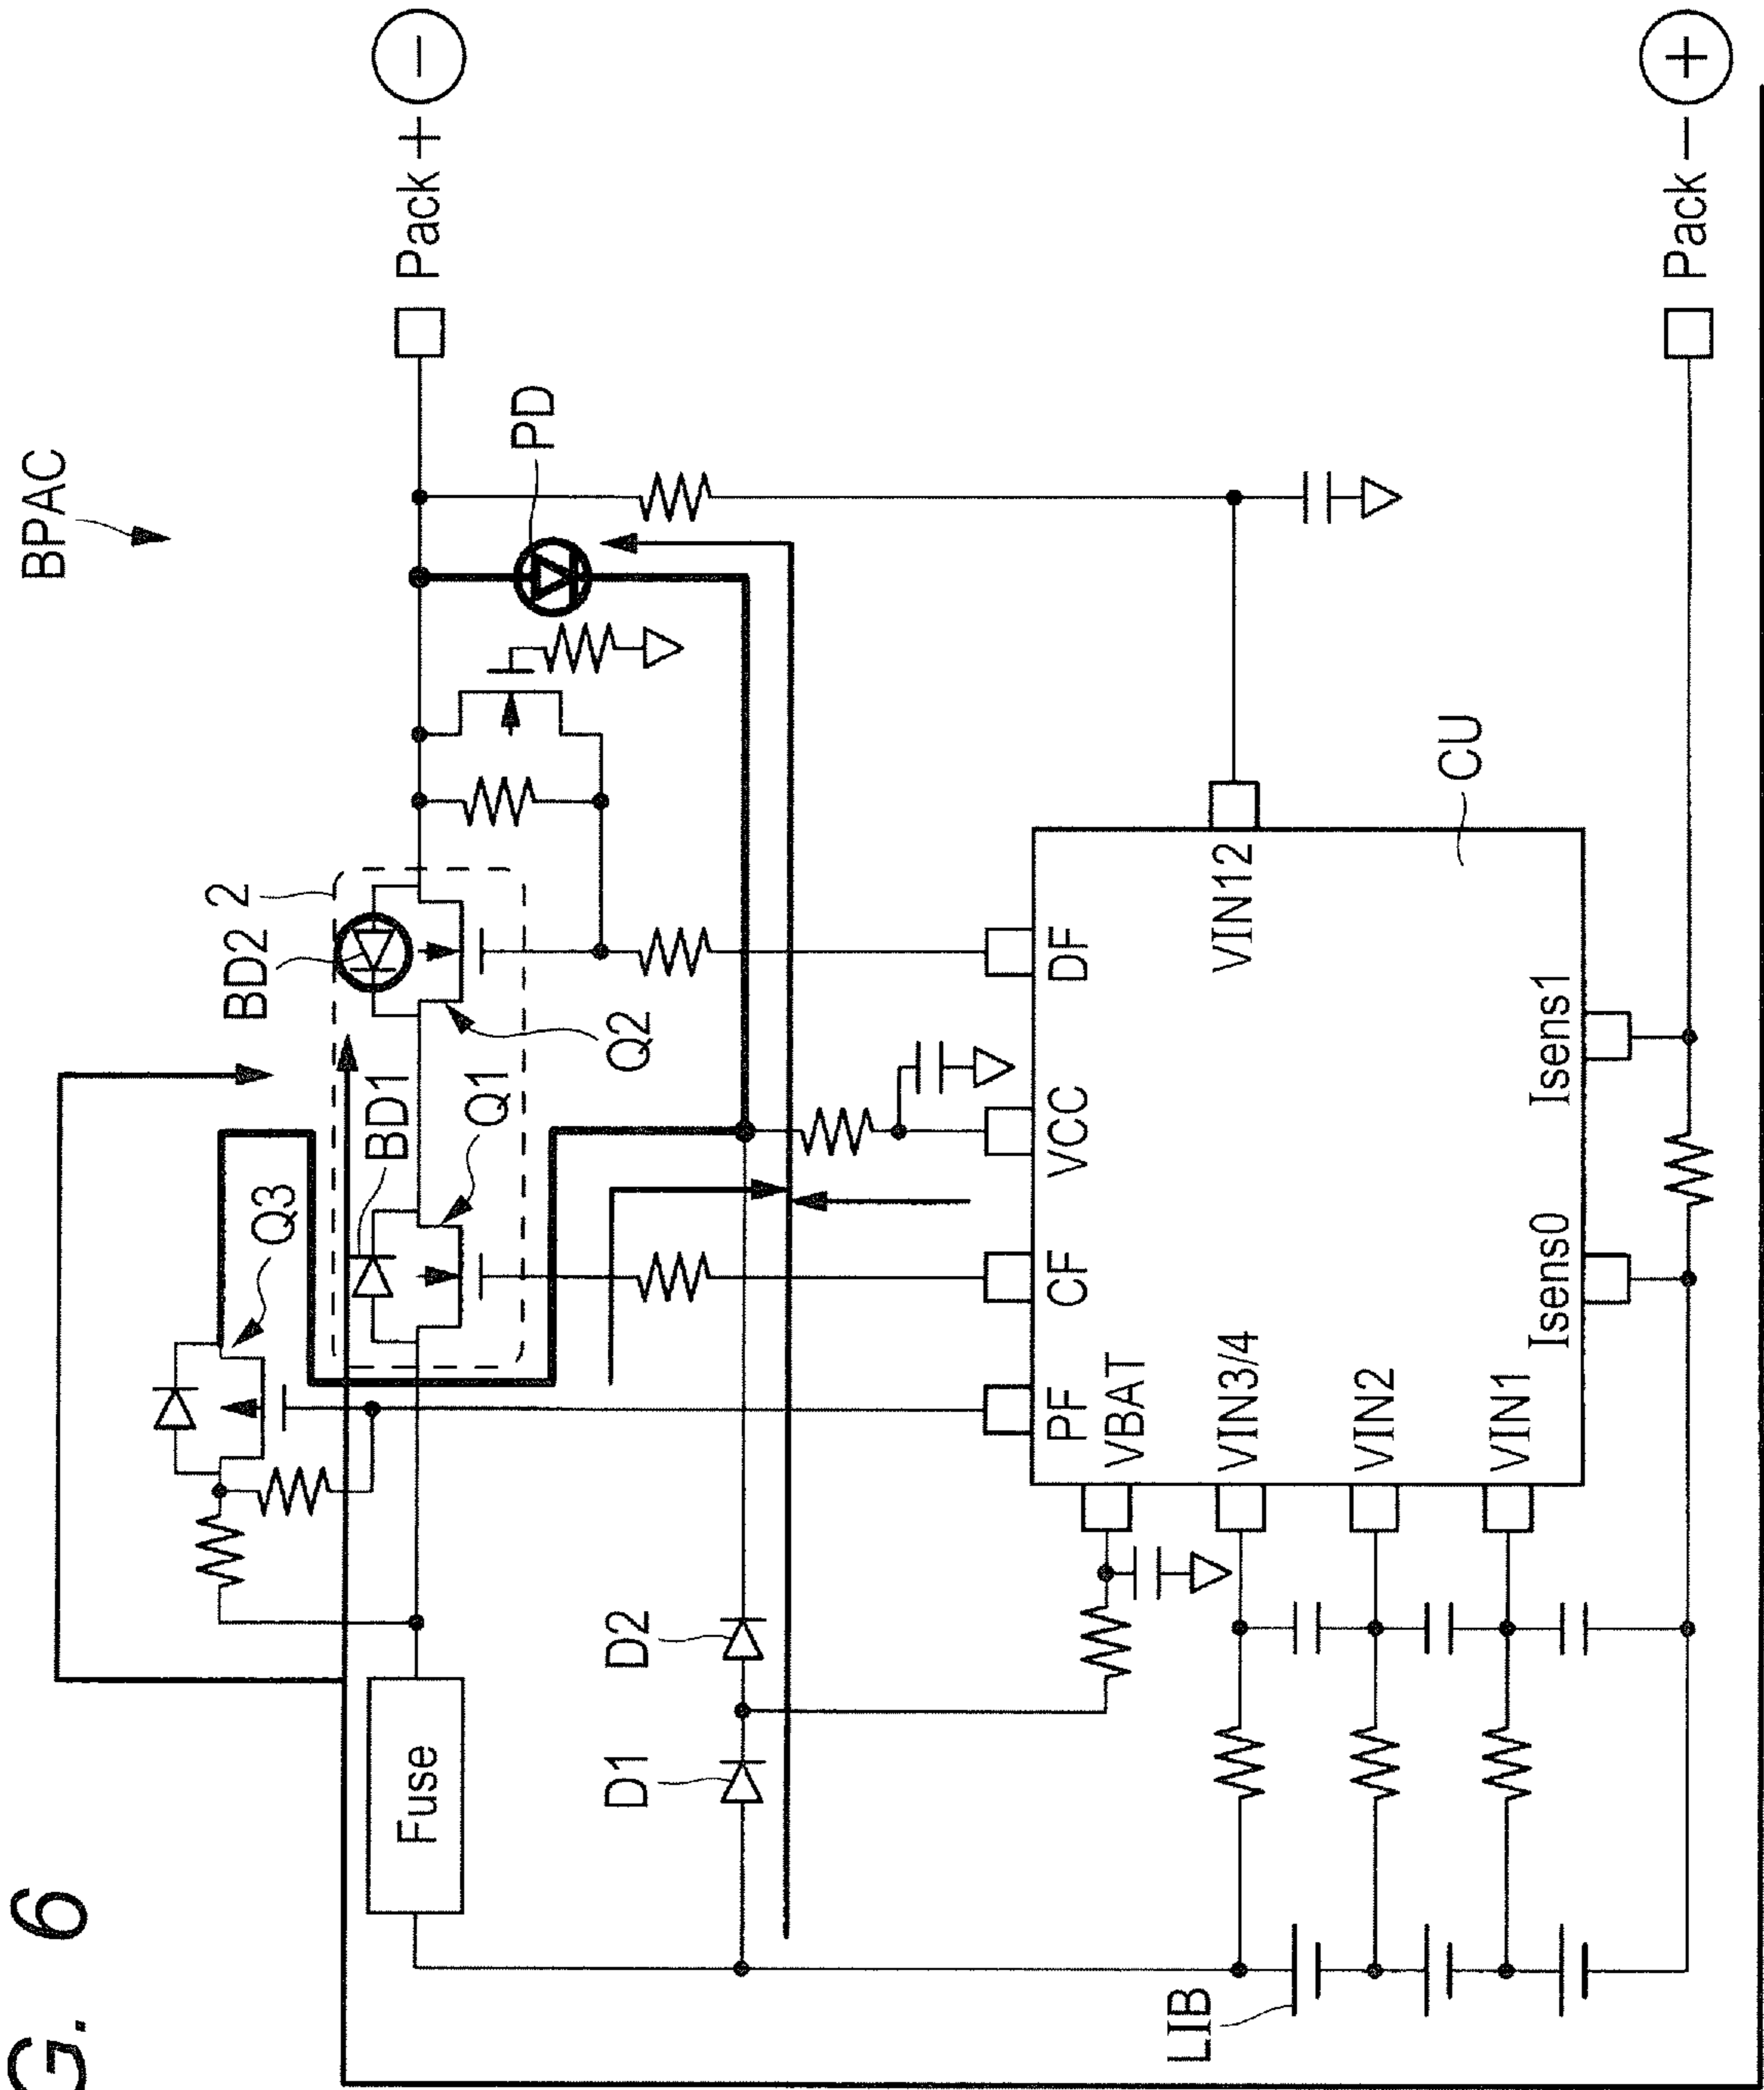 G. 6
BPAC
Pack+
−
Pack−
+
PD
2
BD2
BD1
Q2
Q1
Q3
Fuse
D2
D1
LIB
PF
CF
VCC
DF
VBAT
VIN3/4
VIN2
VIN1
VIN12
Isens0
Isens1
CU